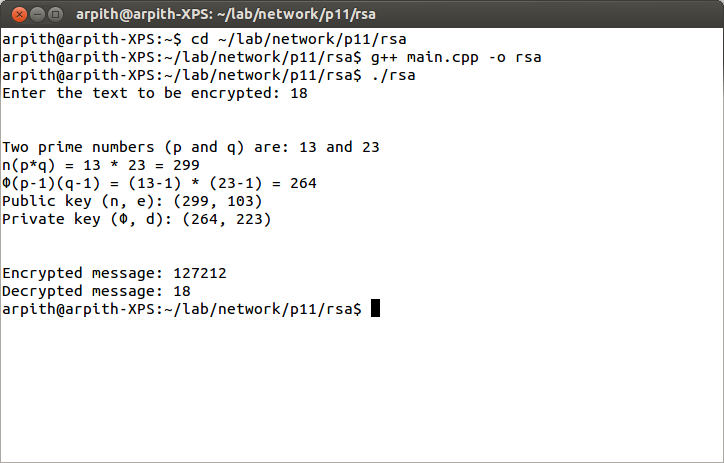 arpith@arpith-XPS: ~/lab/network/p11/rsa
arpith@arpith-XPS:~$ cd ~/lab/network/p11/rsa
arpith@arpith-XPS:~/lab/network/p11/rsa$ g++ main.cpp -o rsa
arpith@arpith-XPS:~/lab/network/p11/rsa$ ./rsa
Enter the text to be encrypted: 18
Two prime numbers (p and q) are: 13 and 23
n(p*q) = 13 * 23 = 299
Φ(p-1)(q-1) = (13-1) * (23-1) = 264
Public key (n, e): (299, 103)
Private key (Φ, d): (264, 223)
Encrypted message: 127212
Decrypted message: 18
arpith@arpith-XPS:~/lab/network/p11/rsa$